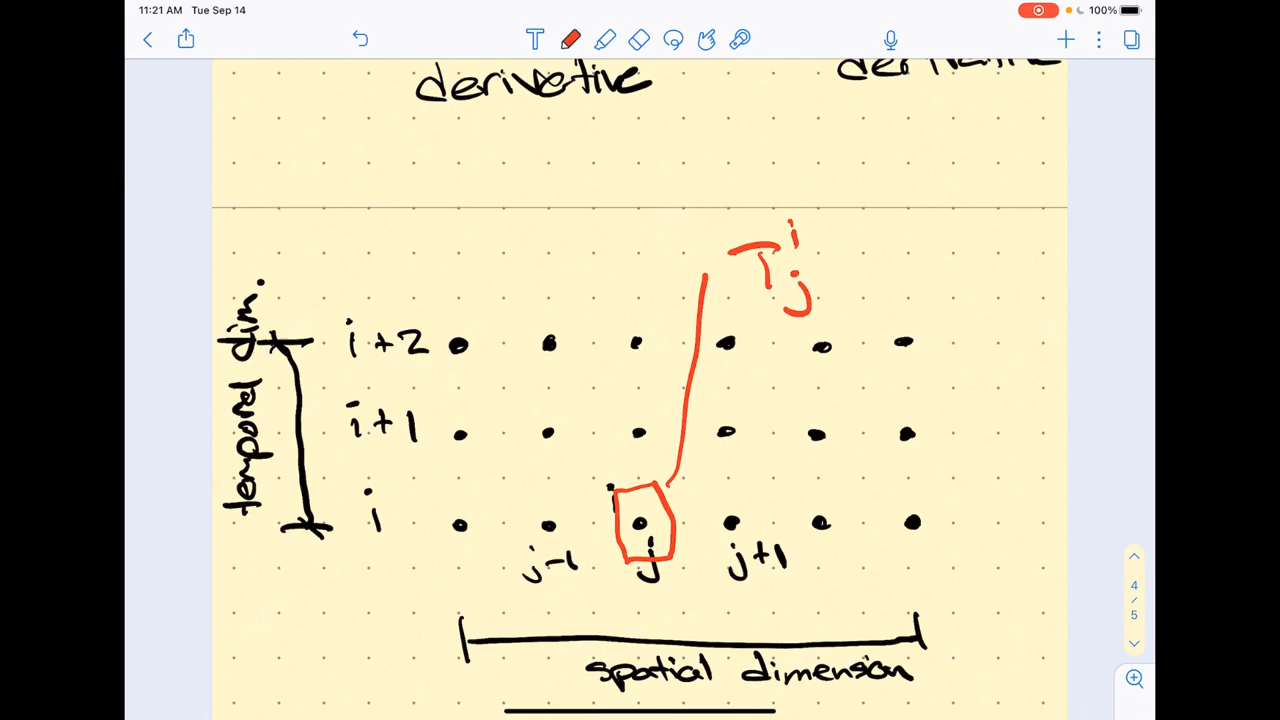 11:21 AM Tue Sep 14
100%
derivative
T i j
temporal dim.
i+2
i+1
i
i
j-1 j j+1
spatial dimension
4
/
5